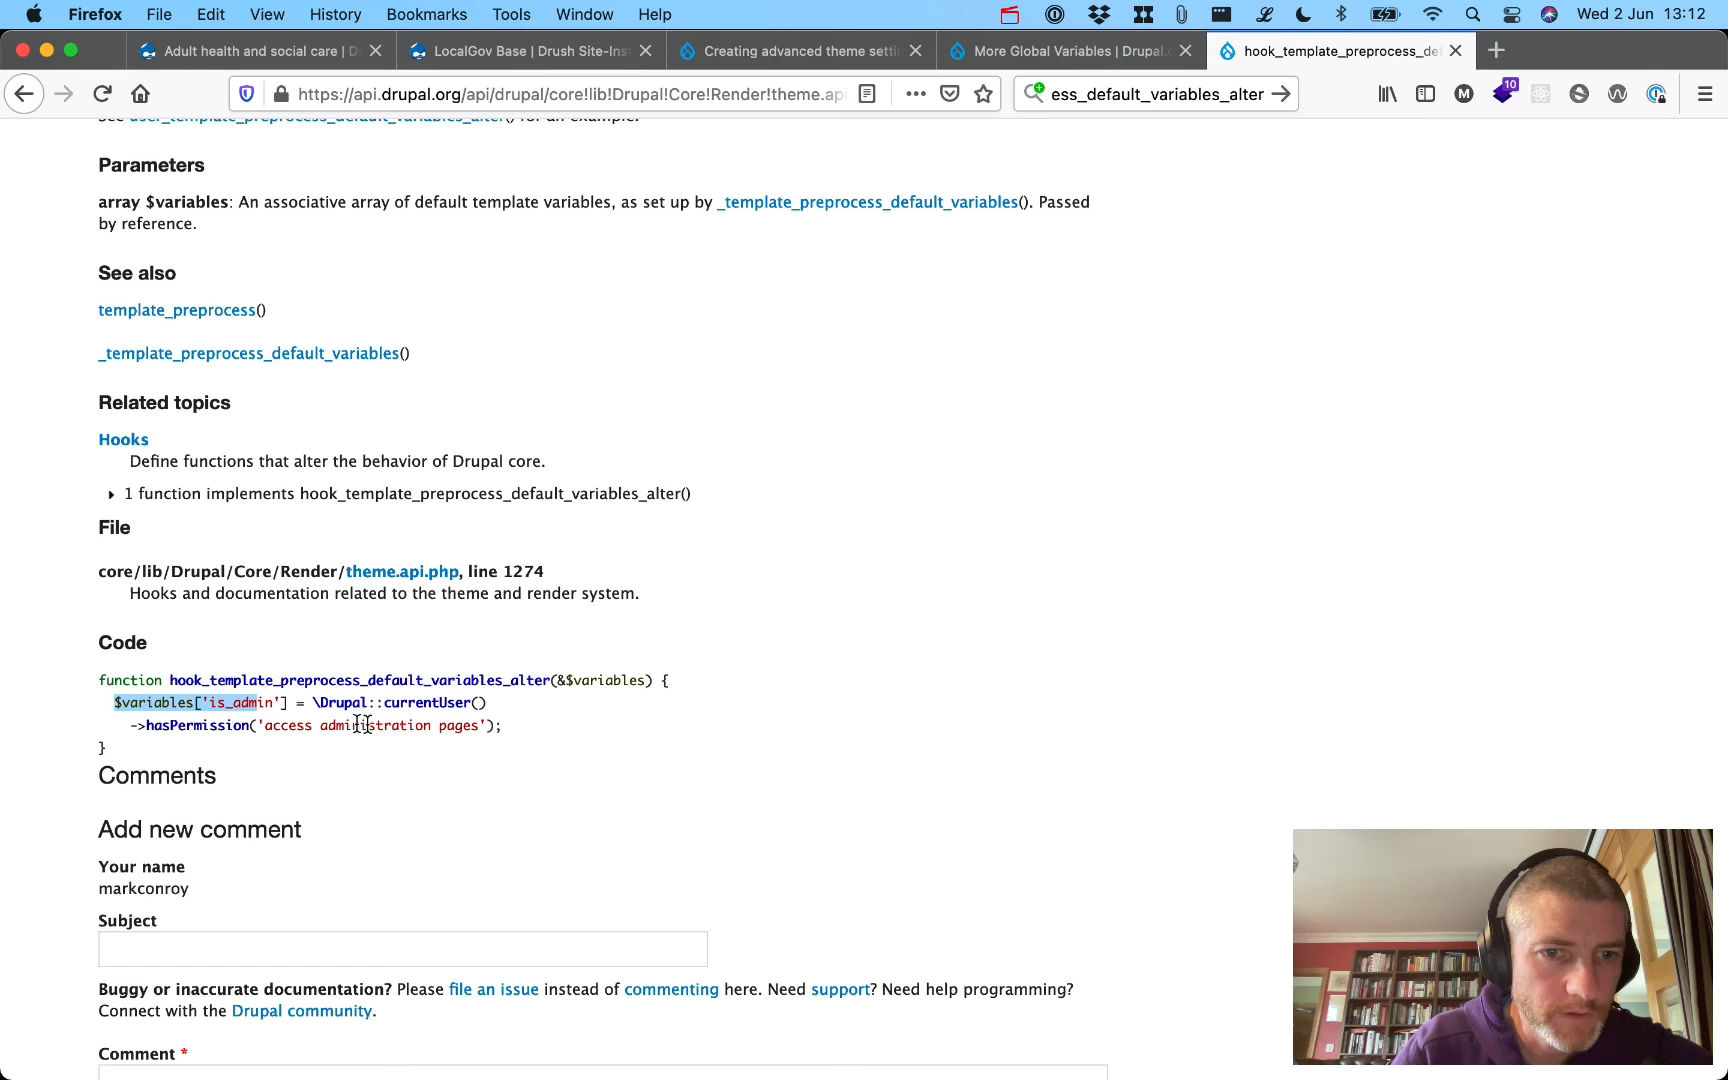 Firefox File Edit View History Bookmarks Tools Window Help Wed 2 Jun 13:12
Adult health and social care | D
LocalGov Base | Drush Site-Ins
Creating advanced theme setti
More Global Variables | Drupal.
hook_template_preprocess_de
https://api.drupal.org/api/drupal/core!lib!Drupal!Core!Render!theme.api
ess_default_variables_alter
10
See user_template_preprocess_default_variables_alter() for an example.
Parameters
array $variables: An associative array of default template variables, as set up by _template_preprocess_default_variables(). Passed
by reference.
See also
template_preprocess()
_template_preprocess_default_variables()
Related topics
Hooks
Define functions that alter the behavior of Drupal core.
1 function implements hook_template_preprocess_default_variables_alter()
File
core/lib/Drupal/Core/Render/theme.api.php, line 1274
Hooks and documentation related to the theme and render system.
Code
function hook_template_preprocess_default_variables_alter(&$variables) {
$variables['is_admin'] = \Drupal::currentUser()
->hasPermission('access administration pages');
}
Comments
Add new comment
Your name
markconroy
Subject
Buggy or inaccurate documentation? Please file an issue instead of commenting here. Need support? Need help programming?
Connect with the Drupal community.
Comment *